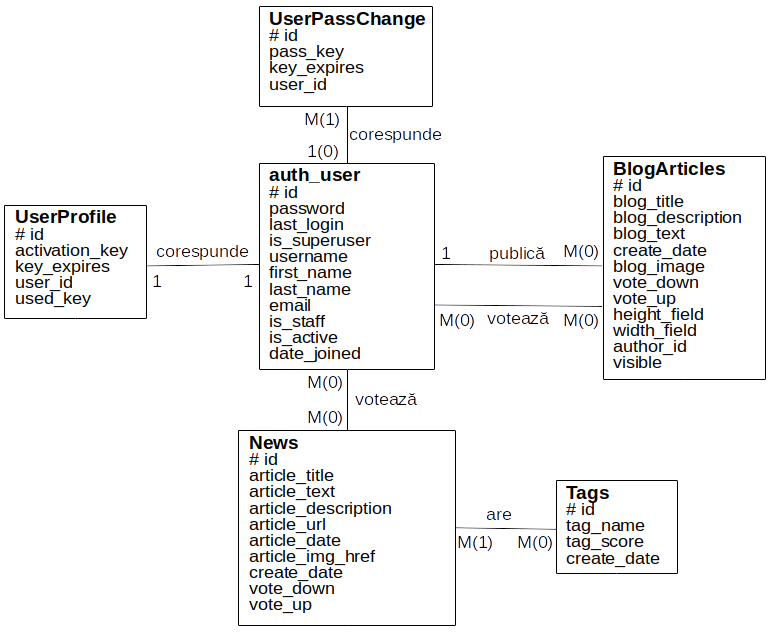 UserPassChange
# id
pass_key
key_expires
user_id
M(1)
corespunde
1(0)
auth_user
# id
password
last_login
is_superuser
username
first_name
last_name
email
is_staff
is_active
date_joined
UserProfile
# id
activation_key
key_expires
user_id
used_key
corespunde
1
1
BlogArticles
# id
blog_title
blog_description
blog_text
create_date
blog_image
vote_down
vote_up
height_field
width_field
author_id
visible
1
publică
M(0)
M(0)
votează
M(0)
M(0)
votează
M(0)
News
# id
article_title
article_text
article_description
article_url
article_date
article_img_href
create_date
vote_down
vote_up
are
M(1)
M(0)
Tags
# id
tag_name
tag_score
create_date